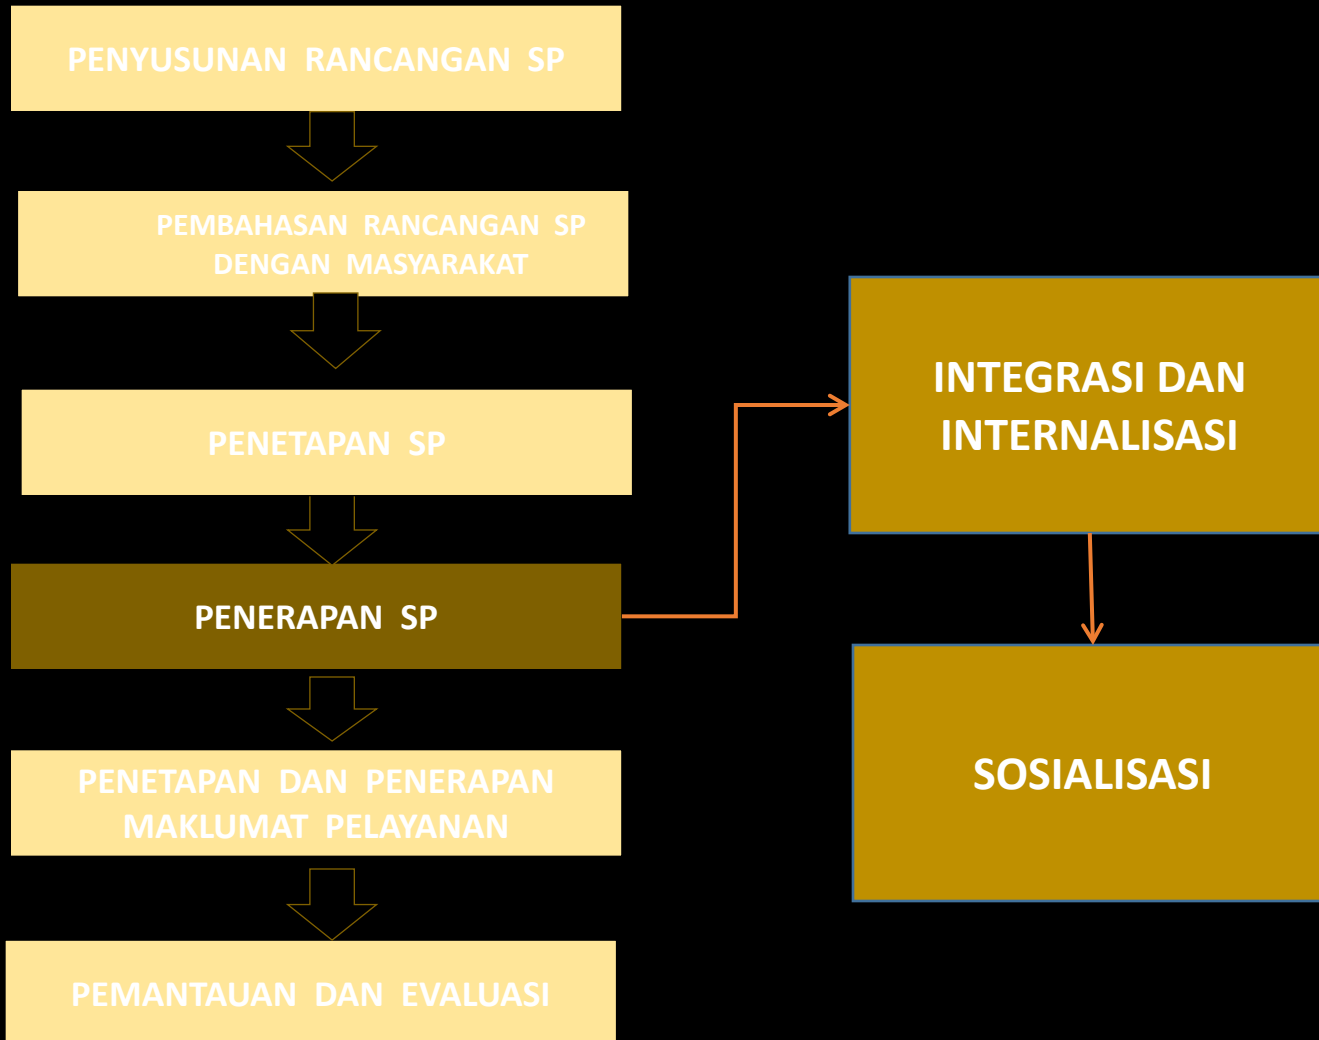 PENYUSUNAN RANCANGAN SP
PEMBAHASAN RANCANGAN SP
DENGAN MASYARAKAT
PENETAPAN SP
PENERAPAN SP
PENETAPAN DAN PENERAPAN
MAKLUMAT PELAYANAN
PEMANTAUAN DAN EVALUASI
INTEGRASI DAN
INTERNALISASI
SOSIALISASI